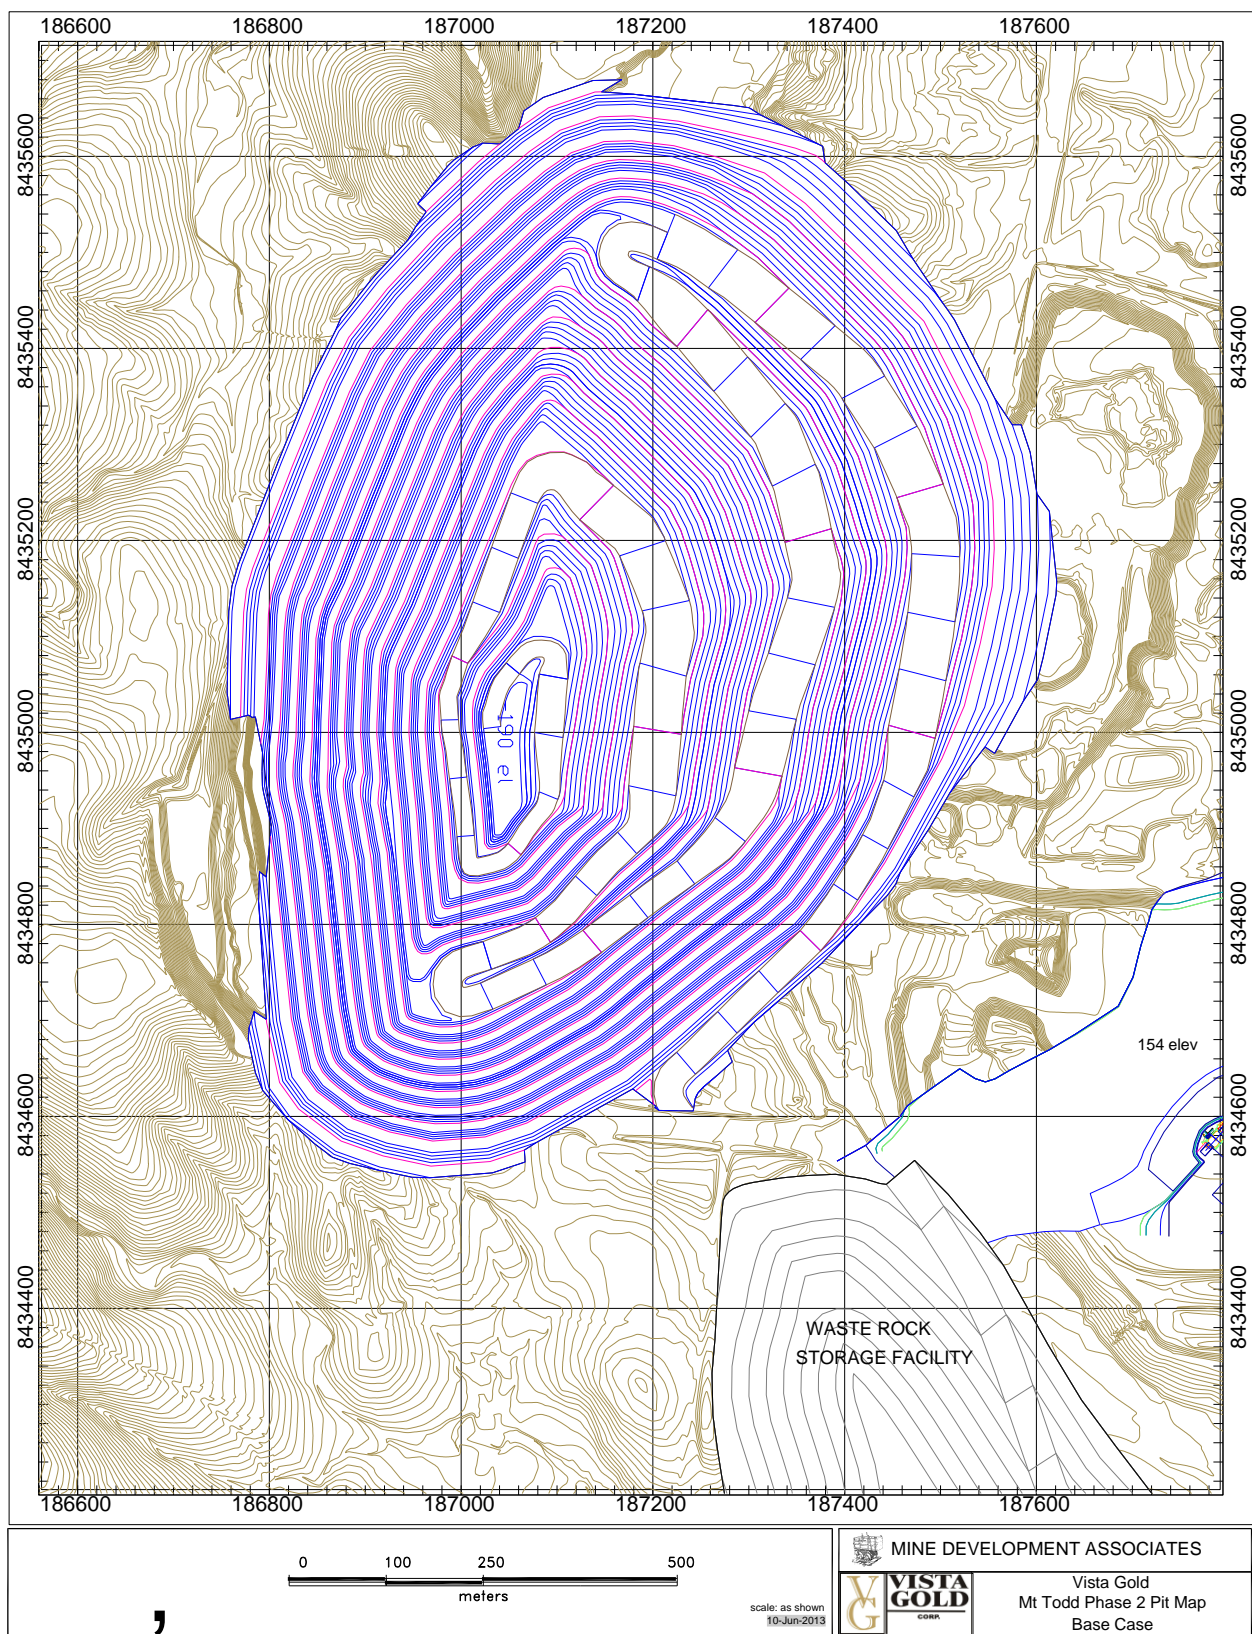 186600 186800 187000 187200 187400 187600
8435600 8435600
8435400 8435400
8435200 8435200
8435000 8435000
-190 el
8434800 8434800
154 elev
8434600 8434600
8434400 8434400
WASTE ROCK
STORAGE FACILITY
186600 186800 187000 187200 187400 187600
0 100 250 500
meters
,
scale: as shown
10-Jun-2013
MINE DEVELOPMENT ASSOCIATES
VG
VISTA
GOLD
CORP.
Vista Gold
Mt Todd Phase 2 Pit Map
Base Case